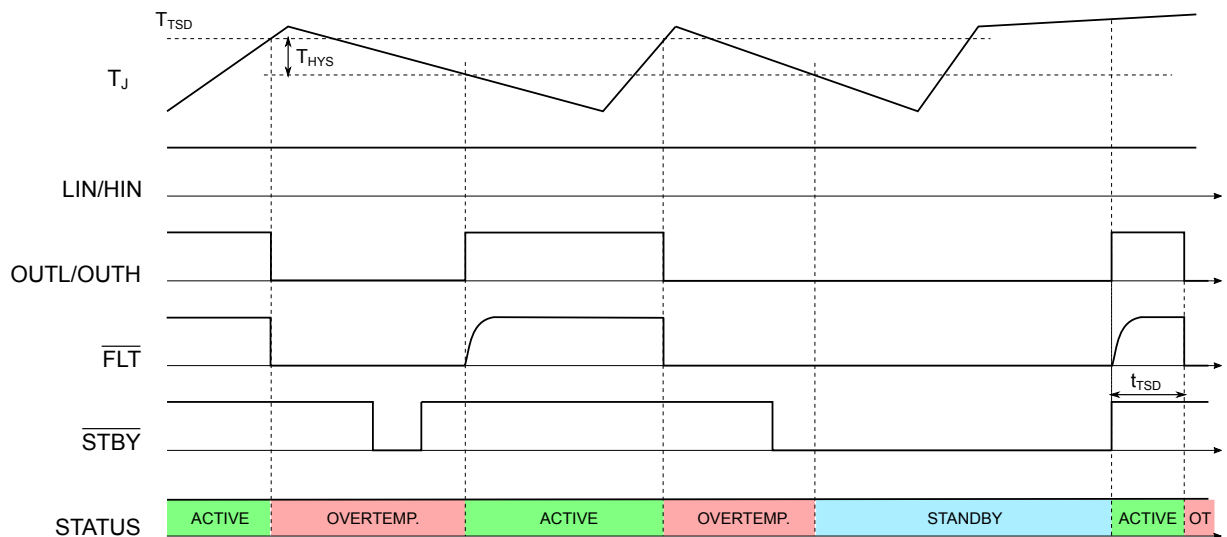 T_TSD
T_HYS
T_J
LIN/HIN
OUTL/OUTH
FLT
t_TSD
STBY
STATUS ACTIVE OVERTEMP. ACTIVE OVERTEMP. STANDBY ACTIVE OT